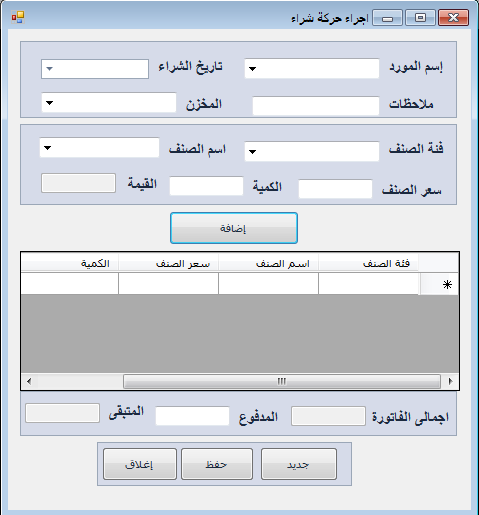 اجراء حركة شراء
إسم المورد تاريخ الشراء
ملاحظات المخزن
فئة الصنف اسم الصنف
سعر الصنف الكمية القيمة
إضافة
فئة الصنف اسم الصنف سعر الصنف الكمية
اجمالى الفاتورة المدفوع المتبقى
جديد حفظ إغلاق